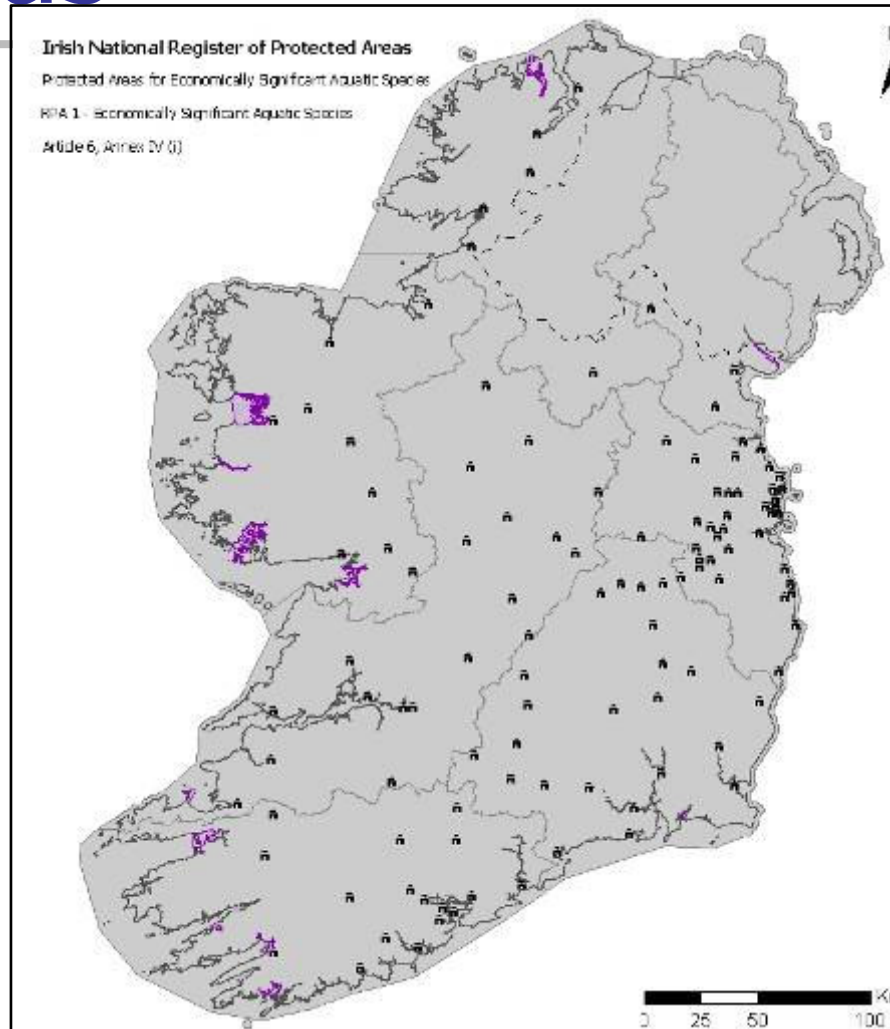 Irish National Register of Protected Areas
Protected Areas for Economically Significant Aquatic Species
RPA 1 - Economically Significant Aquatic Species
Article 6, Annex IV (i)
0 25 50 100